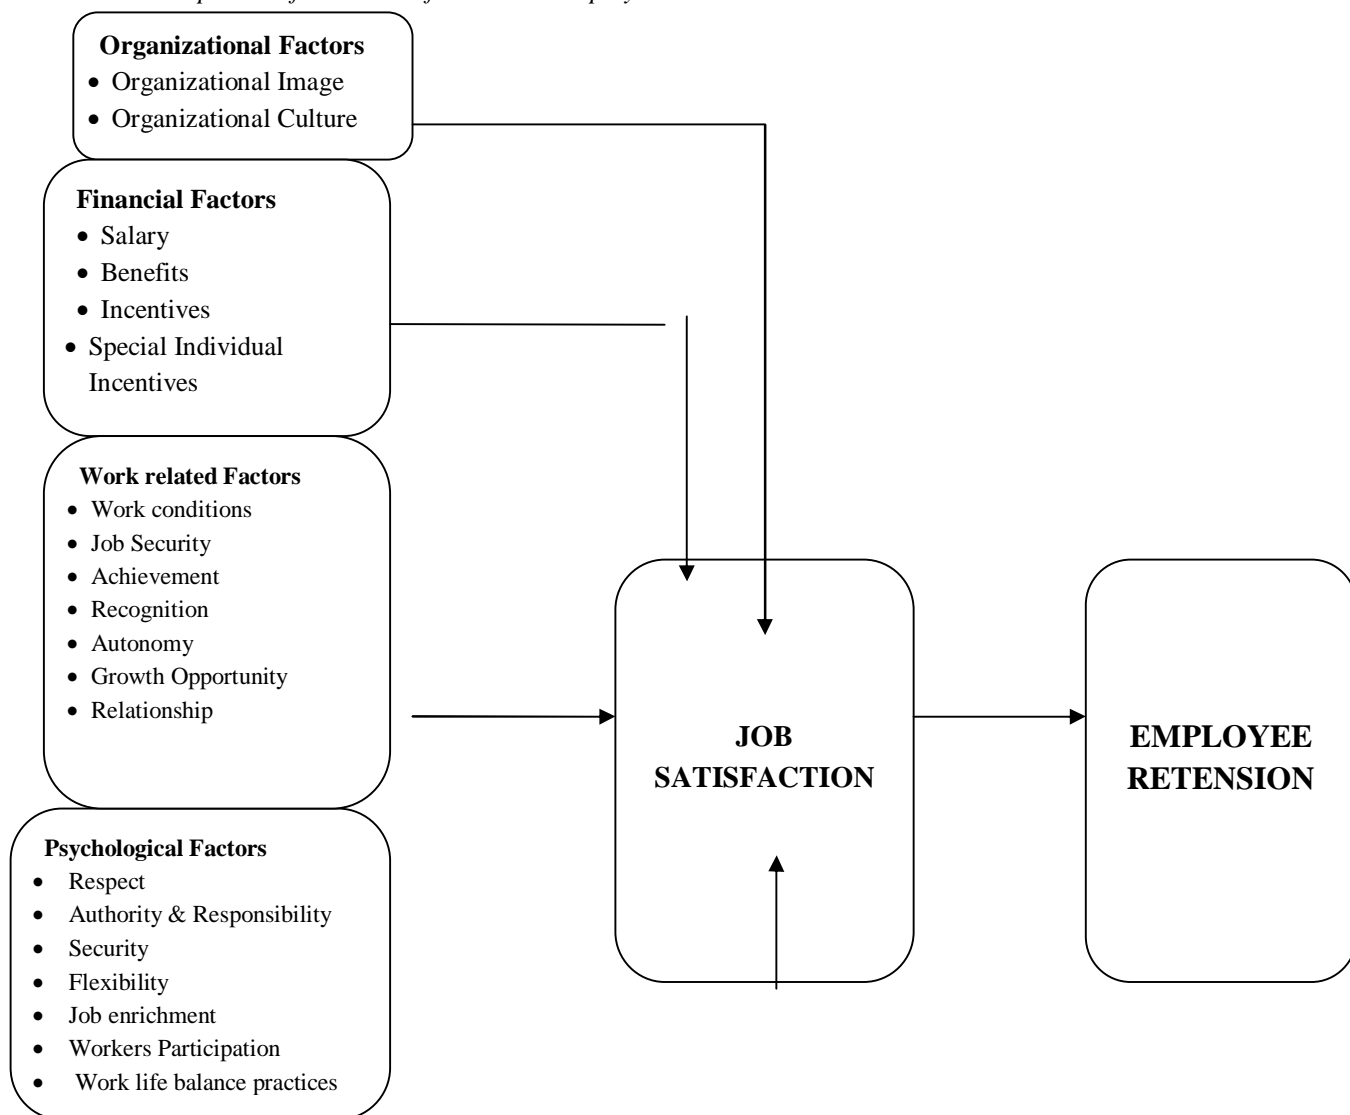 Organizational Factors
• Organizational Image
• Organizational Culture
Financial Factors
• Salary
• Benefits
• Incentives
• Special Individual
Incentives
Work related Factors
• Work conditions
• Job Security
• Achievement
• Recognition
• Autonomy
• Growth Opportunity
• Relationship
Psychological Factors
• Respect
• Authority & Responsibility
• Security
• Flexibility
• Job enrichment
• Workers Participation
• Work life balance practices
JOB
SATISFACTION
EMPLOYEE
RETENSION